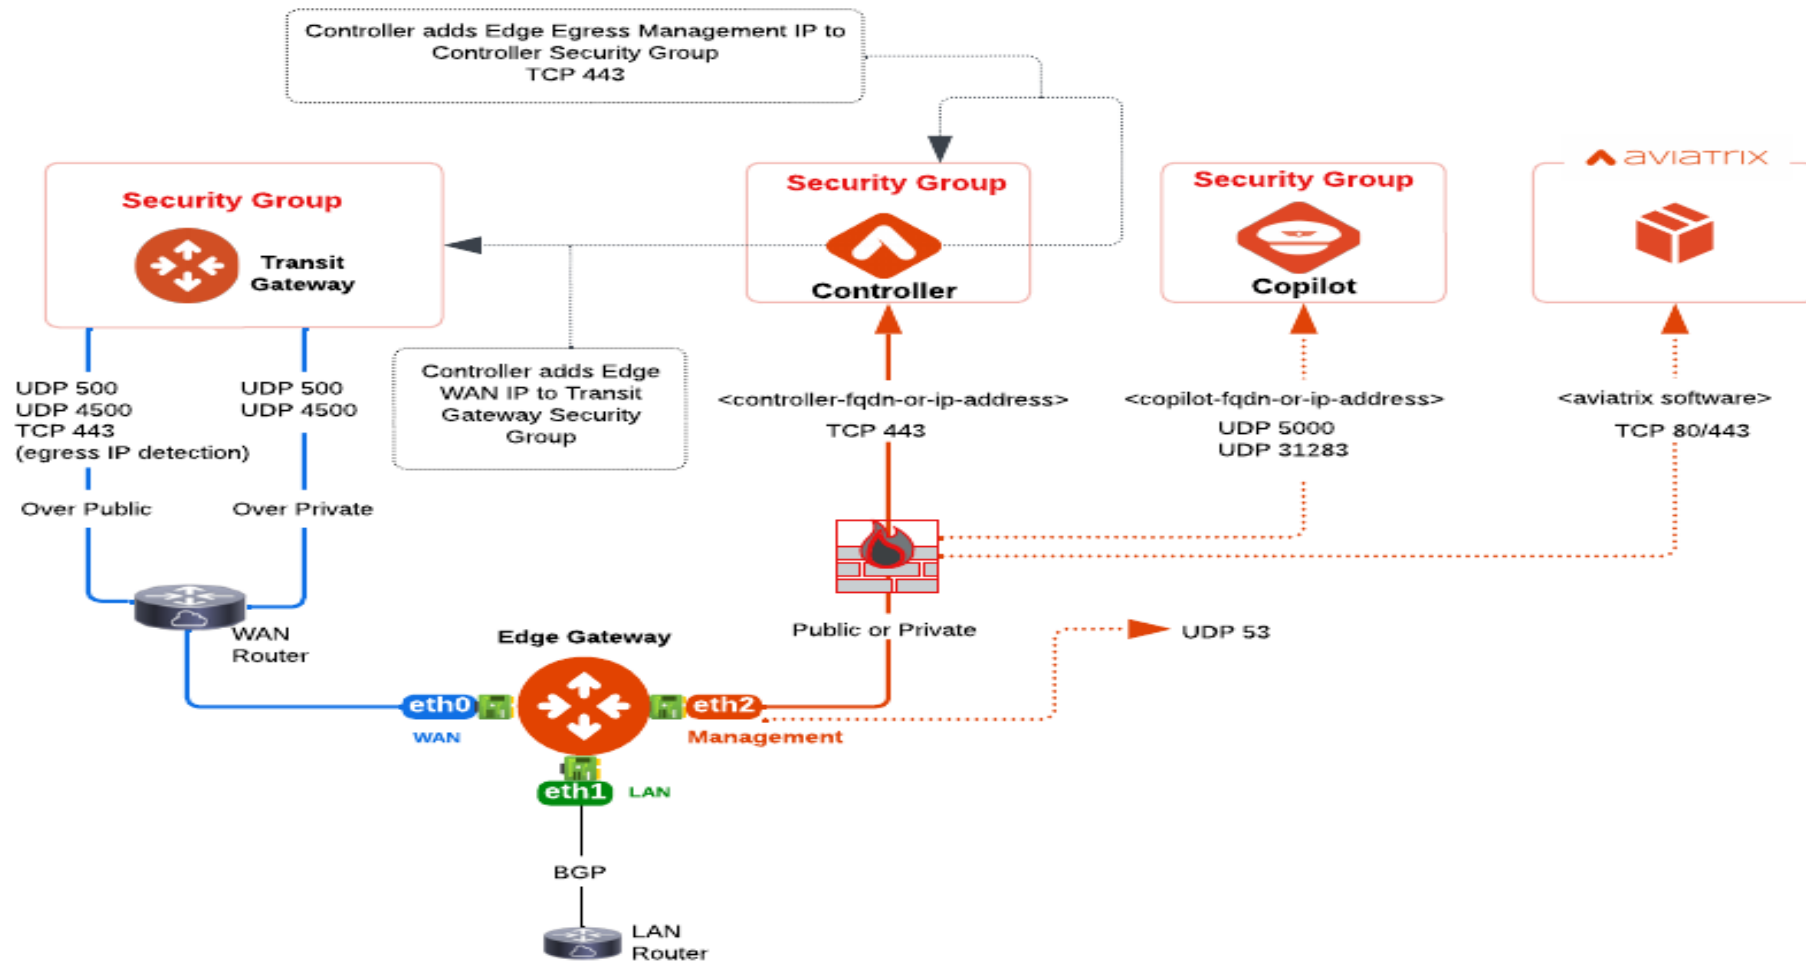 Controller adds Edge Egress Management IP to
Controller Security Group
TCP 443
aviatrix
Security Group
Transit
Gateway
Security Group
Controller
Security Group
Copilot
Controller adds Edge
WAN IP to Transit
Gateway Security
Group
UDP 500
UDP 4500
TCP 443
(egress IP detection)
UDP 500
UDP 4500
<controller-fqdn-or-ip-address>
TCP 443
<copilot-fqdn-or-ip-address>
UDP 5000
UDP 31283
<aviatrix software>
TCP 80/443
Over Public
Over Private
WAN
Router
Edge Gateway
Public or Private
UDP 53
eth0
WAN
eth2
Management
eth1
LAN
BGP
LAN
Router